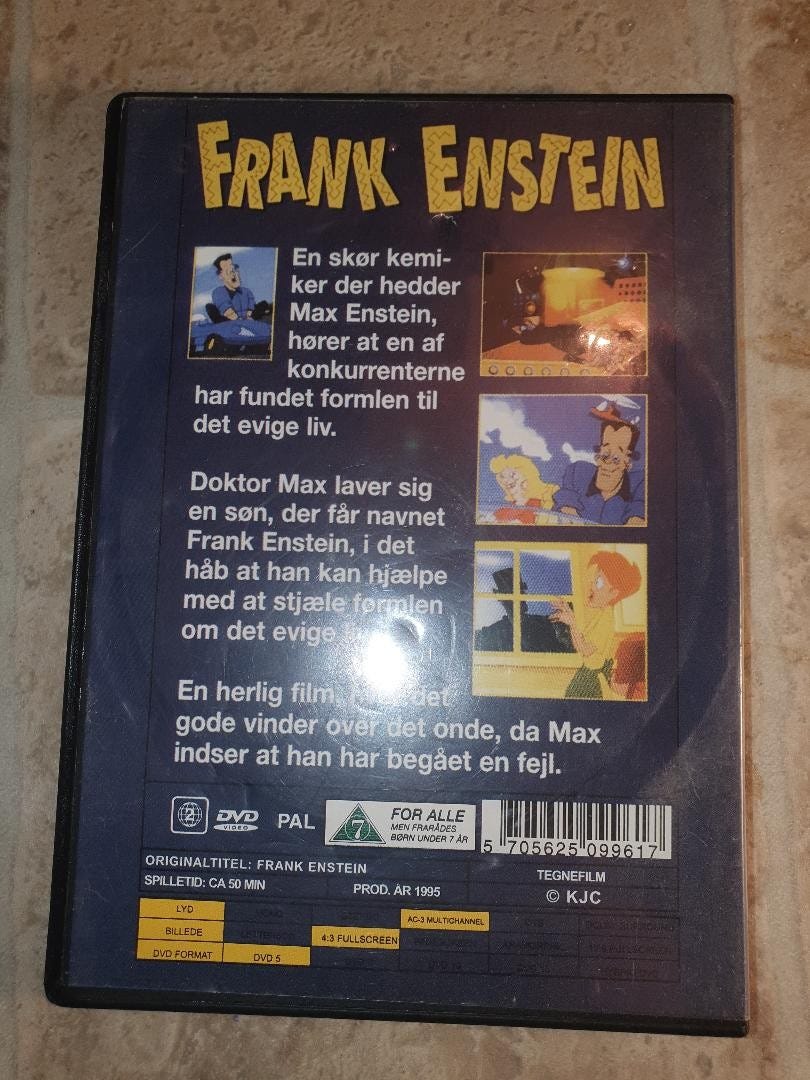 FRANK ENSTEIN
En skør kemi-
ker der hedder
Max Enstein,
hører at en af
konkurrenterne
har fundet formlen til
det evige liv.
Doktor Max laver sig
en søn, der får navnet
Frank Enstein, i det
håb at han kan hjælpe
med at stjæle formlen
om det evige
En herlig film, det
gode vinder over det onde, da Max
indser at han har begået en fejl.
2 DVD VIDEO PAL
7
FOR ALLE
MEN FRARÅDES
BØRN UNDER 7 ÅR
5 705625 099617
ORIGINALTITEL: FRANK ENSTEIN
SPILLETID: CA 50 MIN
PROD. ÅR 1995
TEGNEFILM
© KJC
LYD
AC-3 MULTICHANNEL
BILLEDE
4:3 FULLSCREEN
DVD FORMAT
DVD 5